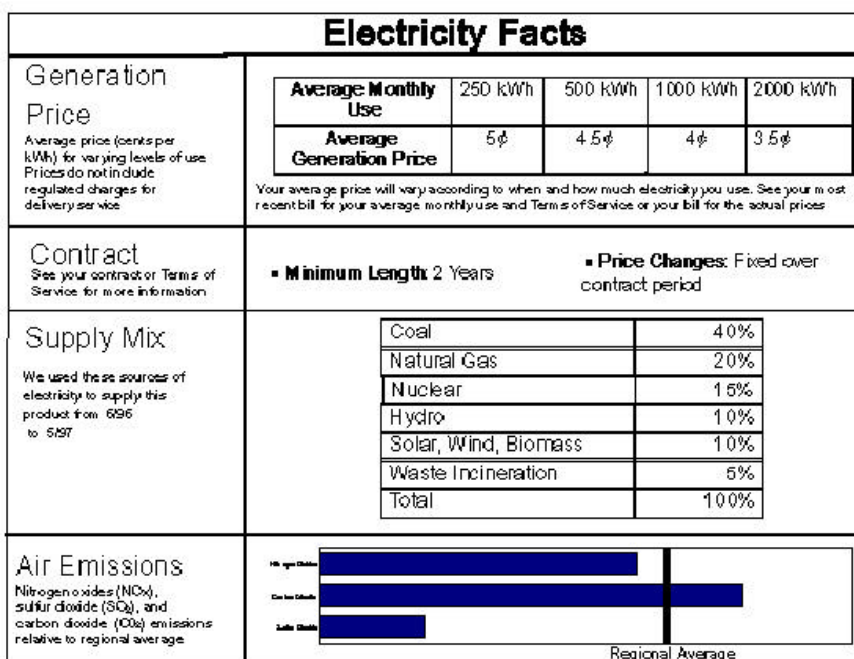 Electricity Facts
Generation
Price
Average price (cents per
kWh) for varying levels of use
Prices do not include
regulated charges for
delivery service
Average Monthly Use 250 kWh 500 kWh 1000 kWh 2000 kWh
Average Generation Price 5¢ 4.5¢ 4¢ 3.5¢
Your average price will vary according to when and how much electricity you use. See your most
recent bill for your average monthly use and Terms of Service or your bill for the actual prices
Contract
See your contract or Terms of
Service for more information
▪ Minimum Length: 2 Years
▪ Price Changes: Fixed over
contract period
Supply Mix
We used these sources of
electricity to supply this
product from 6/96
to 5/97
Coal 40%
Natural Gas 20%
Nuclear 15%
Hydro 10%
Solar, Wind, Biomass 10%
Waste Incineration 5%
Total 100%
Air Emissions
Nitrogen oxides (NOx),
sulfur dioxide (SO₂), and
carbon dioxide (CO₂) emissions
relative to regional average
Regional Average